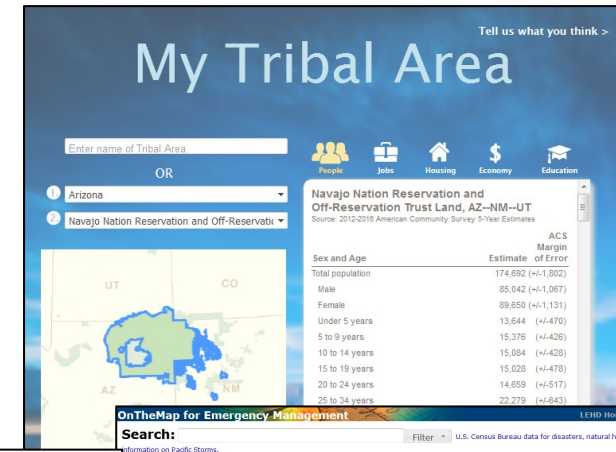 Tell us what you think >
My Tribal Area
Enter name of Tribal Area
OR
1 Arizona
2 Navajo Nation Reservation and Off-Reservatic
People Jobs Housing Economy Education
Navajo Nation Reservation and
Off-Reservation Trust Land, AZ--NM--UT
Source: 2012-2016 American Community Survey 5-Year Estimates
ACS
Margin
Sex and Age Estimate of Error
Total population 174,692 (+/-1,802)
Male 85,042 (+/-1,067)
Female 89,650 (+/-1,131)
Under 5 years 13,644 (+/-470)
5 to 9 years 15,376 (+/-426)
10 to 14 years 15,084 (+/-428)
15 to 19 years 15,028 (+/-478)
20 to 24 years 14,659 (+/-517)
25 to 34 years 22,279 (+/-643)
UT CO
AZ NM
OnTheMap for Emergency Management LEHD Ho
Search: Filter U.S. Census Bureau data for disasters, natural h
information on Pacific Storms.